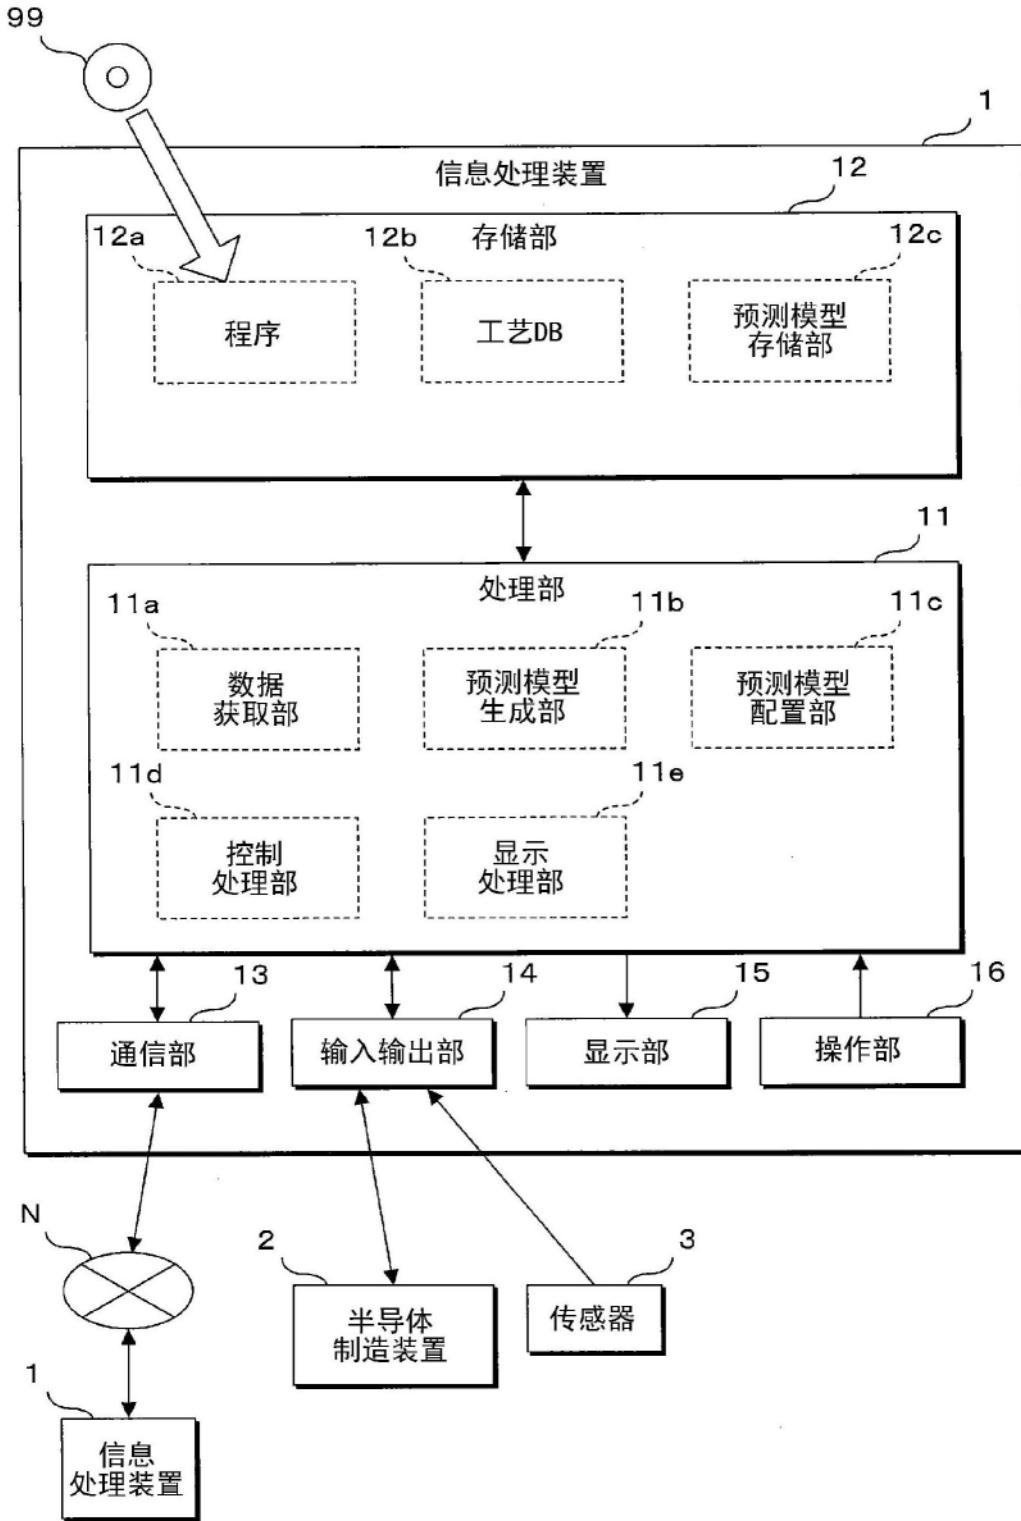 99
1
信息处理装置
12
存储部
12a
12b
12c
程序
工艺DB
预测模型
存储部
11
处理部
11a
11b
11c
数据
获取部
预测模型
生成部
预测模型
配置部
11d
11e
控制
处理部
显示
处理部
13
14
15
16
通信部
输入输出部
显示部
操作部
N
2
3
半导体
制造装置
传感器
1
信息
处理装置